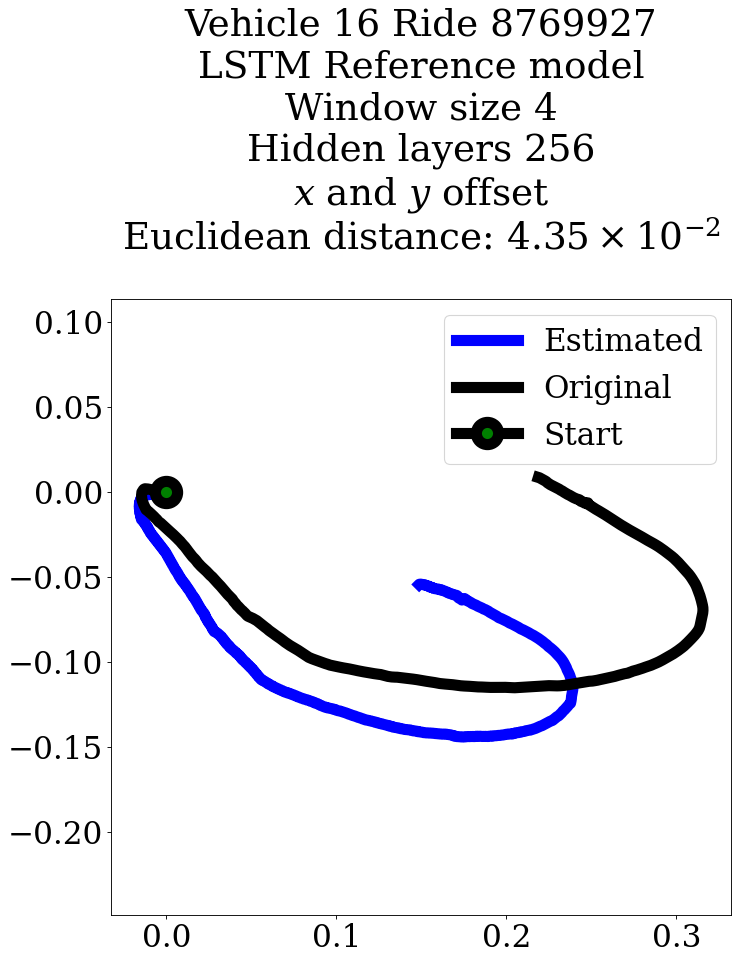 Vehicle 16 Ride 8769927
LSTM Reference model
Window size 4
Hidden layers 256
x and y offset
Euclidean distance: 4.35 × 10⁻²
Estimated
Original
Start
0.10
0.05
0.00
−0.05
−0.10
−0.15
−0.20
0.0 0.1 0.2 0.3